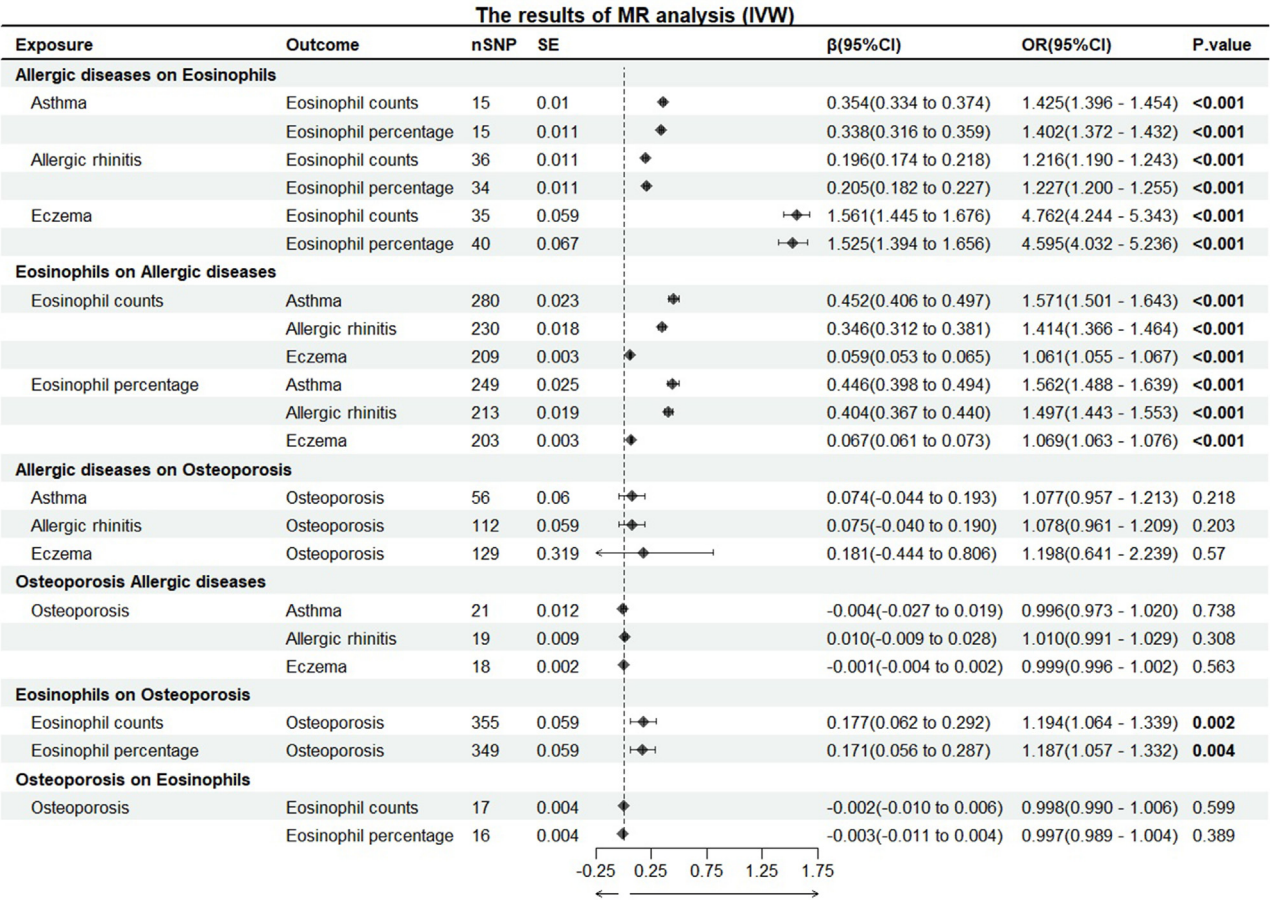 The results of MR analysis (IVW)
Exposure Outcome nSNP SE β(95%CI) OR(95%CI) P.value
Allergic diseases on Eosinophils
Asthma Eosinophil counts 15 0.01 0.354(0.334 to 0.374) 1.425(1.396 - 1.454) <0.001
Eosinophil percentage 15 0.011 0.338(0.316 to 0.359) 1.402(1.372 - 1.432) <0.001
Allergic rhinitis Eosinophil counts 36 0.011 0.196(0.174 to 0.218) 1.216(1.190 - 1.243) <0.001
Eosinophil percentage 34 0.011 0.205(0.182 to 0.227) 1.227(1.200 - 1.255) <0.001
Eczema Eosinophil counts 35 0.059 1.561(1.445 to 1.676) 4.762(4.244 - 5.343) <0.001
Eosinophil percentage 40 0.067 1.525(1.394 to 1.656) 4.595(4.032 - 5.236) <0.001
Eosinophils on Allergic diseases
Eosinophil counts Asthma 280 0.023 0.452(0.406 to 0.497) 1.571(1.501 - 1.643) <0.001
Allergic rhinitis 230 0.018 0.346(0.312 to 0.381) 1.414(1.366 - 1.464) <0.001
Eczema 209 0.003 0.059(0.053 to 0.065) 1.061(1.055 - 1.067) <0.001
Eosinophil percentage Asthma 249 0.025 0.446(0.398 to 0.494) 1.562(1.488 - 1.639) <0.001
Allergic rhinitis 213 0.019 0.404(0.367 to 0.440) 1.497(1.443 - 1.553) <0.001
Eczema 203 0.003 0.067(0.061 to 0.073) 1.069(1.063 - 1.076) <0.001
Allergic diseases on Osteoporosis
Asthma Osteoporosis 56 0.06 0.074(-0.044 to 0.193) 1.077(0.957 - 1.213) 0.218
Allergic rhinitis Osteoporosis 112 0.059 0.075(-0.040 to 0.190) 1.078(0.961 - 1.209) 0.203
Eczema Osteoporosis 129 0.319 0.181(-0.444 to 0.806) 1.198(0.641 - 2.239) 0.57
Osteoporosis Allergic diseases
Osteoporosis Asthma 21 0.012 -0.004(-0.027 to 0.019) 0.996(0.973 - 1.020) 0.738
Allergic rhinitis 19 0.009 0.010(-0.009 to 0.028) 1.010(0.991 - 1.029) 0.308
Eczema 18 0.002 -0.001(-0.004 to 0.002) 0.999(0.996 - 1.002) 0.563
Eosinophils on Osteoporosis
Eosinophil counts Osteoporosis 355 0.059 0.177(0.062 to 0.292) 1.194(1.064 - 1.339) 0.002
Eosinophil percentage Osteoporosis 349 0.059 0.171(0.056 to 0.287) 1.187(1.057 - 1.332) 0.004
Osteoporosis on Eosinophils
Osteoporosis Eosinophil counts 17 0.004 -0.002(-0.010 to 0.006) 0.998(0.990 - 1.006) 0.599
Eosinophil percentage 16 0.004 -0.003(-0.011 to 0.004) 0.997(0.989 - 1.004) 0.389
-0.25 0.25 0.75 1.25 1.75